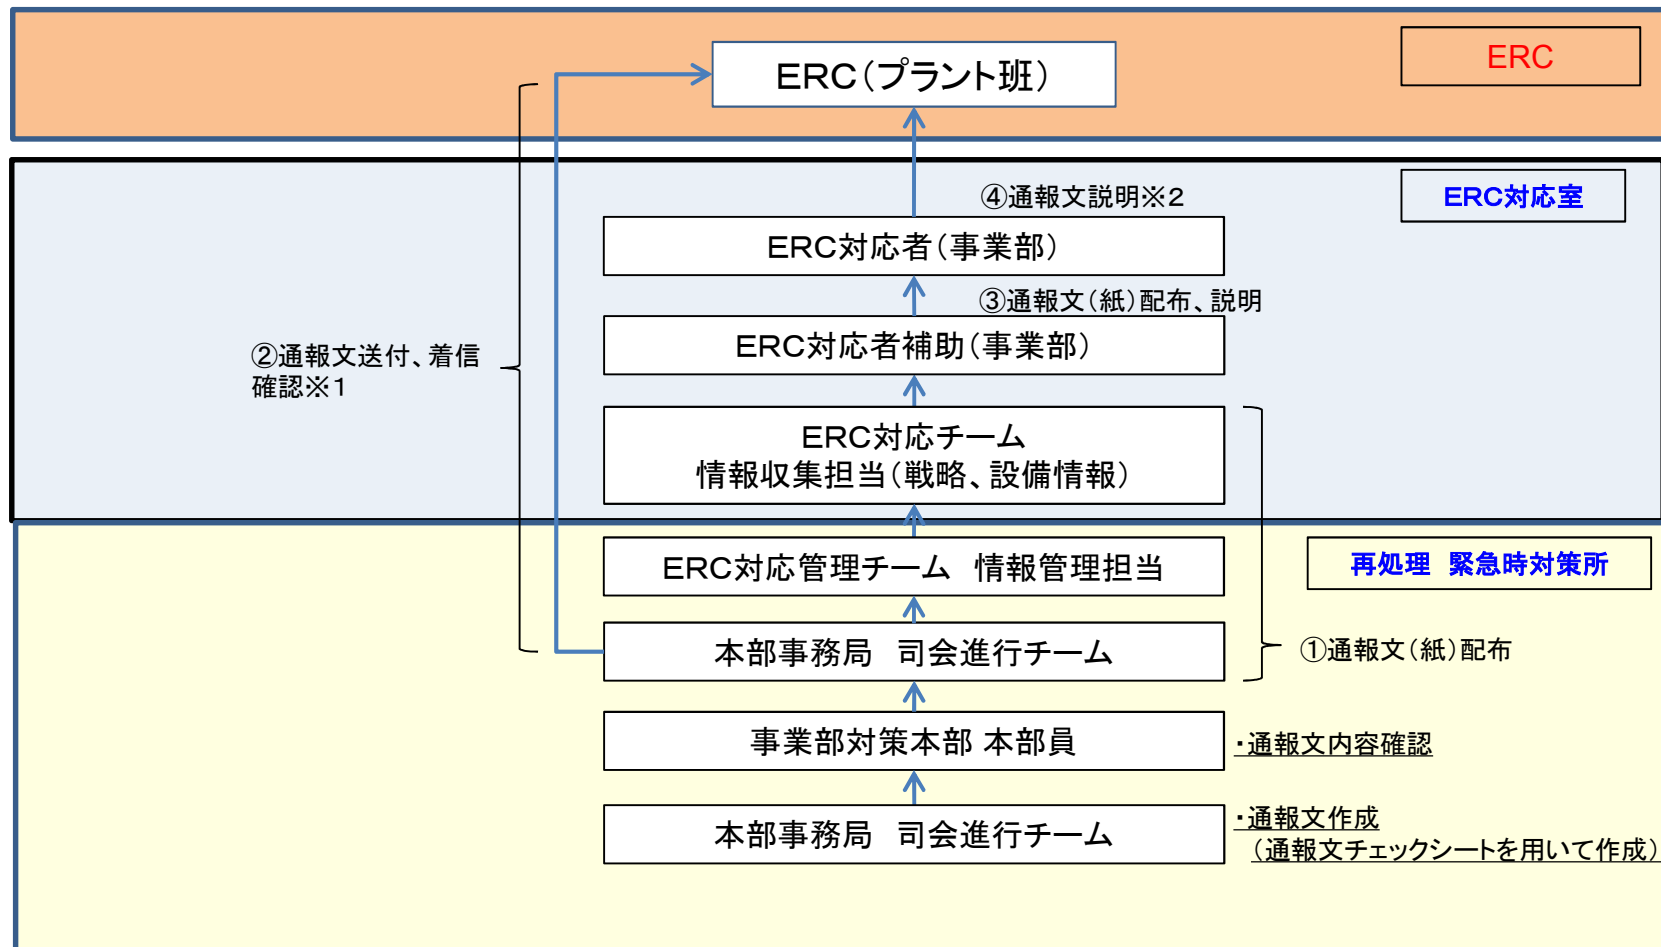 ERC
ERC(プラント班)
ERC対応室
④通報文説明※2
ERC対応者(事業部)
③通報文(紙)配布、説明
ERC対応者補助(事業部)
②通報文送付、着信
確認※1
ERC対応チーム
情報収集担当(戦略、設備情報)
再処理 緊急時対策所
ERC対応管理チーム 情報管理担当
本部事務局 司会進行チーム
①通報文(紙)配布
事業部対策本部 本部員
・通報文内容確認
本部事務局 司会進行チーム
・通報文作成
(通報文チェックシートを用いて作成)